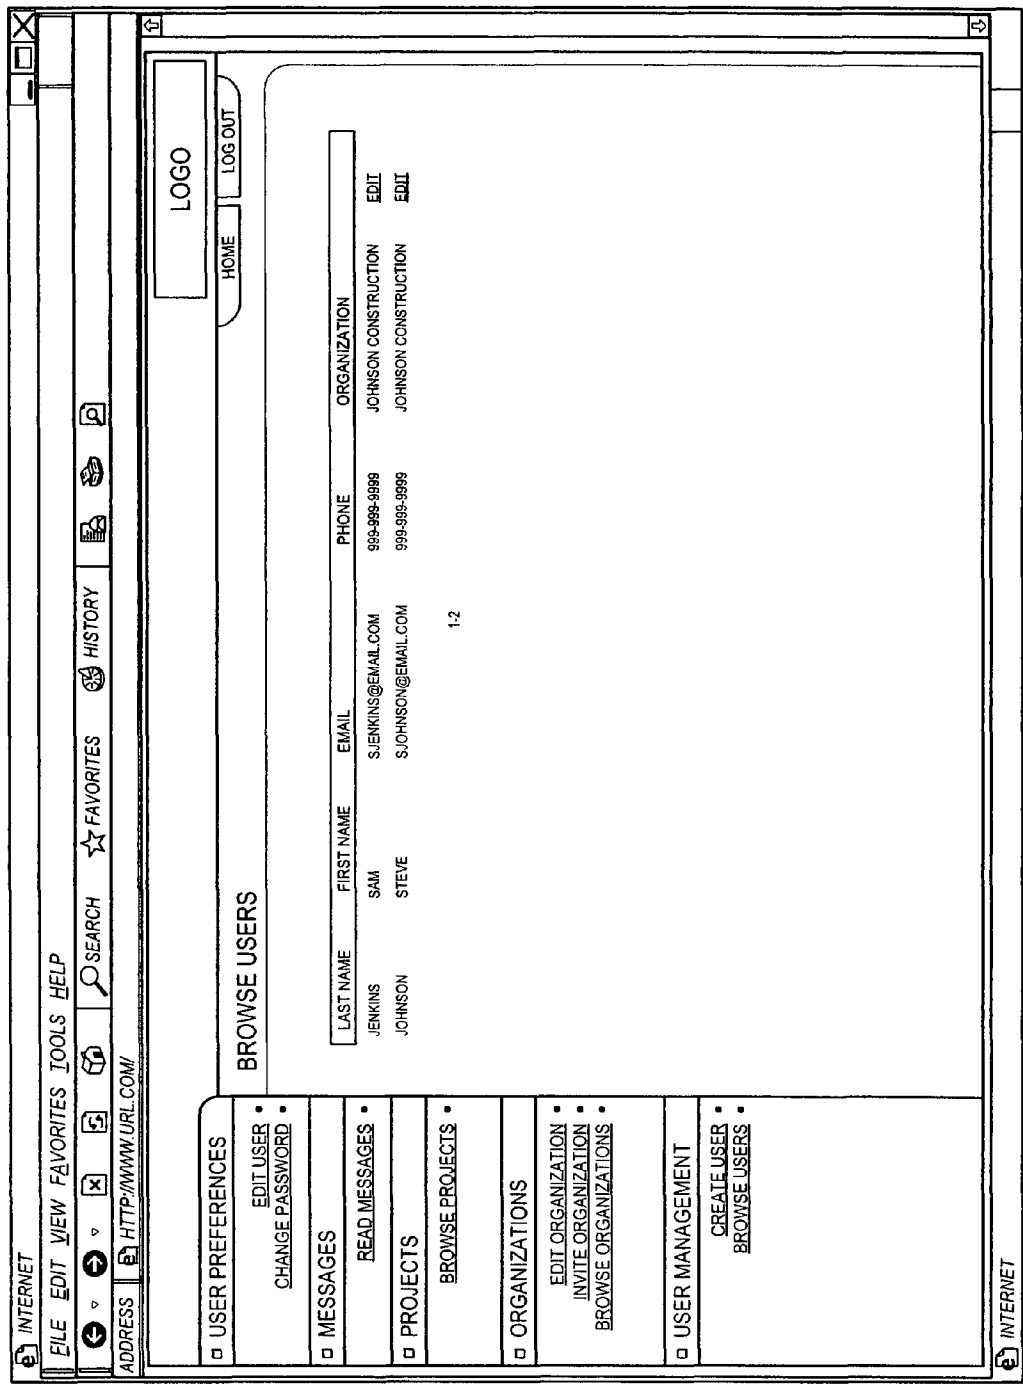 INTERNET
FILE EDIT VIEW FAVORITES TOOLS HELP
SEARCH FAVORITES HISTORY
ADDRESS HTTP://WWW.URL.COM/
LOGO
HOME LOG OUT
USER PREFERENCES
EDIT USER
CHANGE PASSWORD
MESSAGES
READ MESSAGES
PROJECTS
BROWSE PROJECTS
ORGANIZATIONS
EDIT ORGANIZATION
INVITE ORGANIZATION
BROWSE ORGANIZATIONS
USER MANAGEMENT
CREATE USER
BROWSE USERS
BROWSE USERS
LAST NAME FIRST NAME EMAIL PHONE ORGANIZATION
JENKINS SAM SJENKINS@EMAIL.COM 999-999-9999 JOHNSON CONSTRUCTION EDIT
JOHNSON STEVE SJOHNSON@EMAIL.COM 999-999-9999 JOHNSON CONSTRUCTION EDIT
1-2
INTERNET